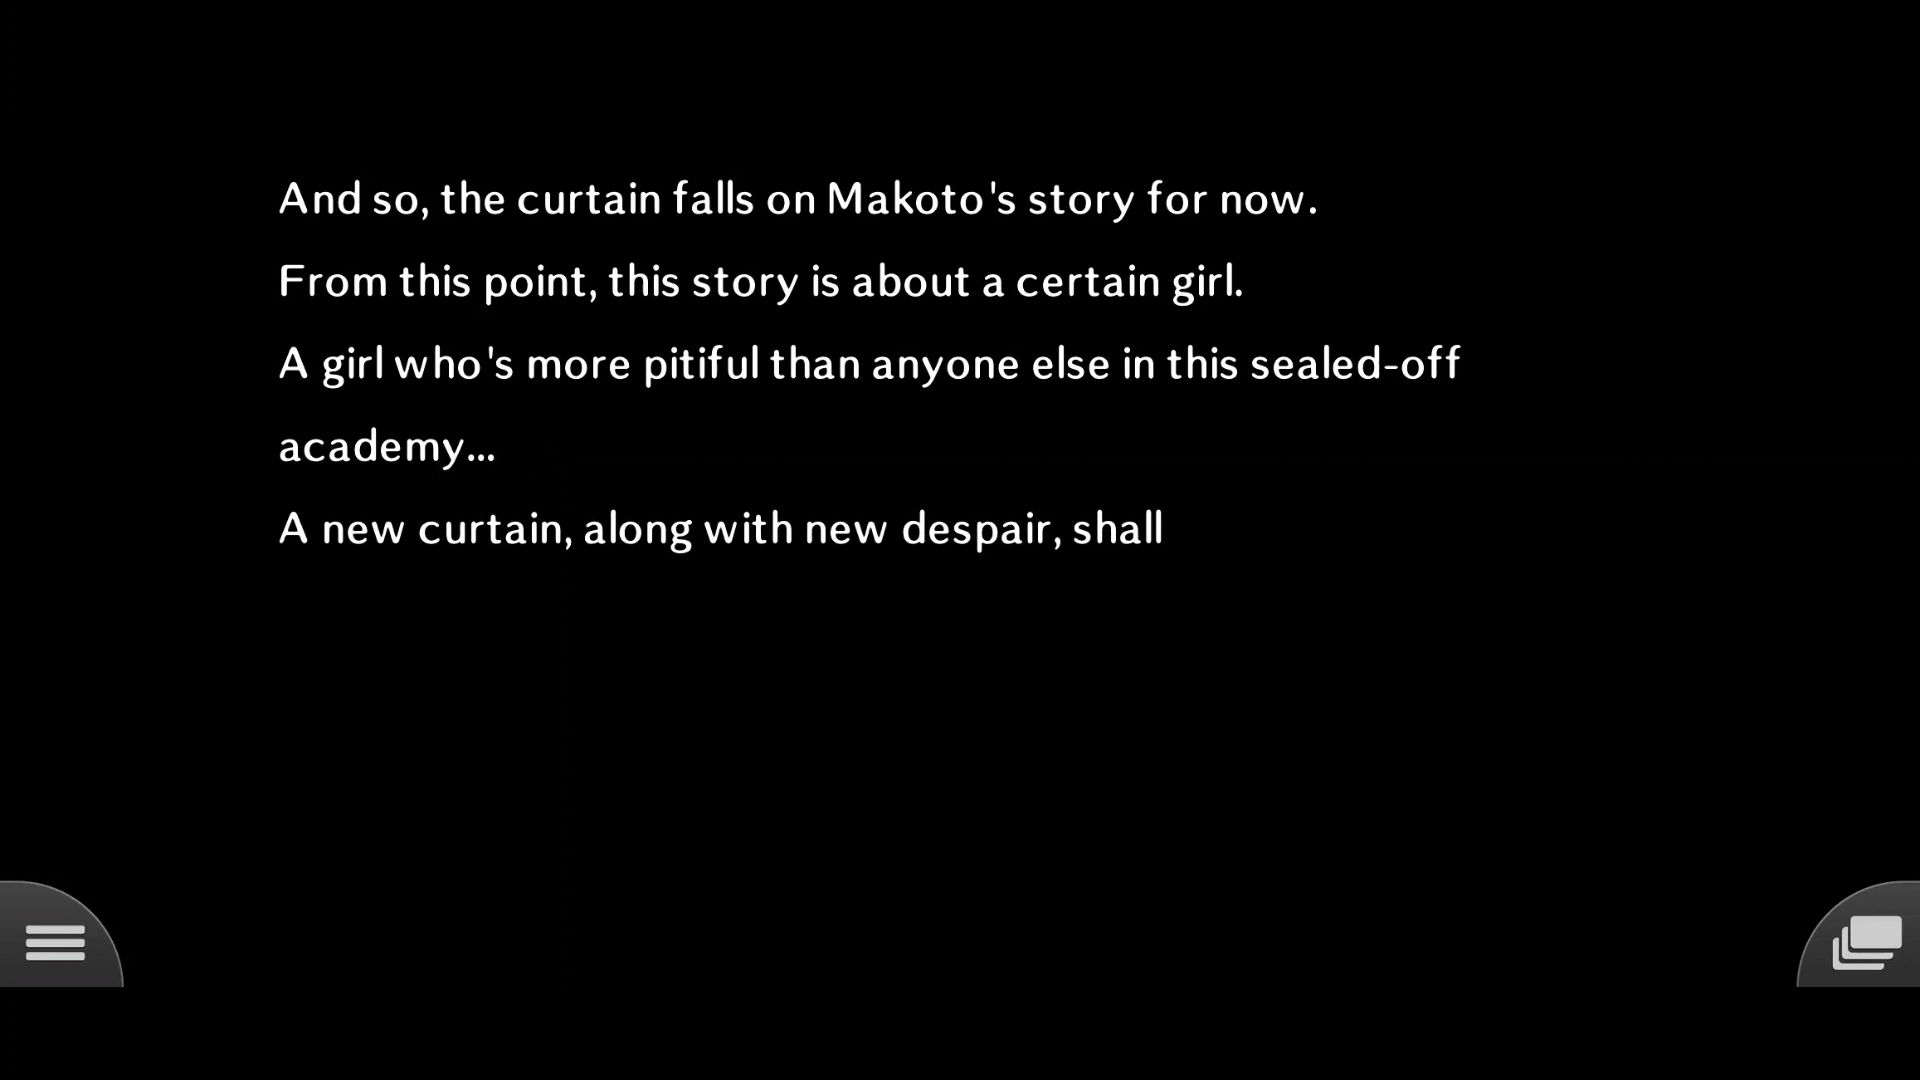 And so, the curtain falls on Makoto's story for now.
From this point, this story is about a certain girl.
A girl who's more pitiful than anyone else in this sealed-off
academy...
A new curtain, along with new despair, shall